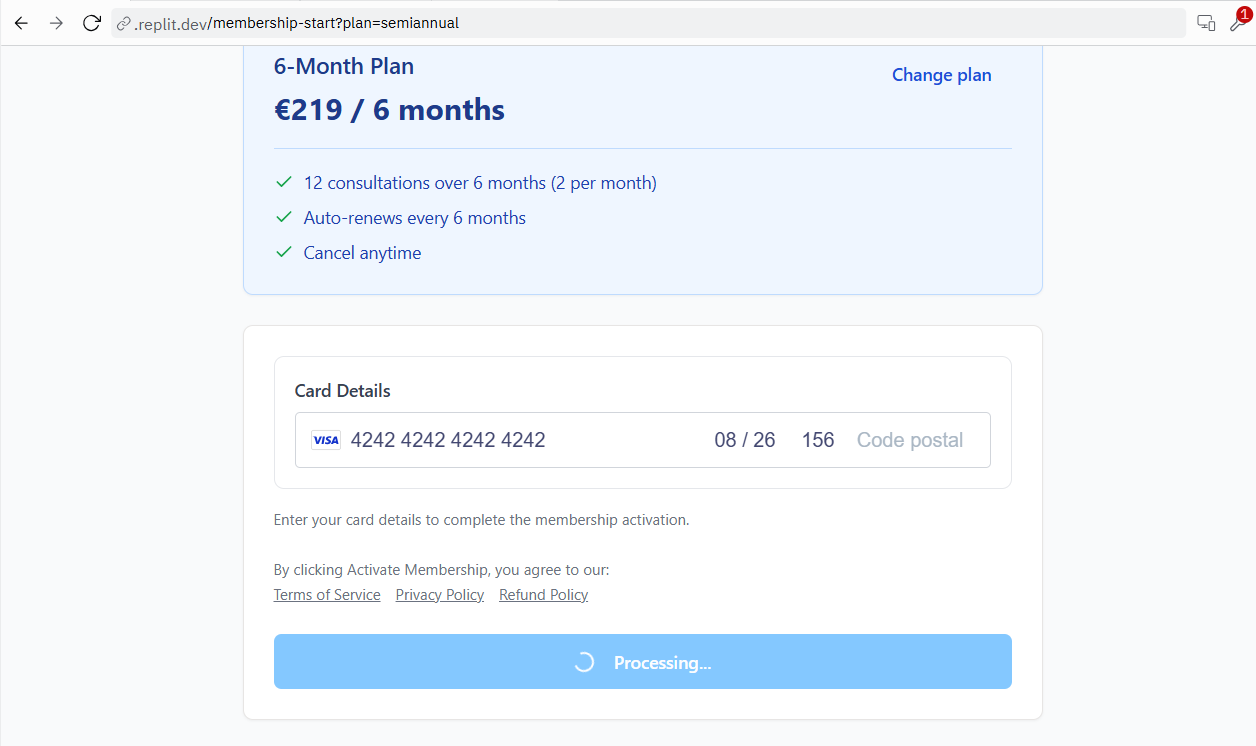 .replit.dev/membership-start?plan=semiannual
1
6-Month Plan
Change plan
€219 / 6 months
12 consultations over 6 months (2 per month)
Auto-renews every 6 months
Cancel anytime
Card Details
VISA 4242 4242 4242 4242 08 / 26 156 Code postal
Enter your card details to complete the membership activation.
By clicking Activate Membership, you agree to our:
Terms of Service Privacy Policy Refund Policy
Processing...